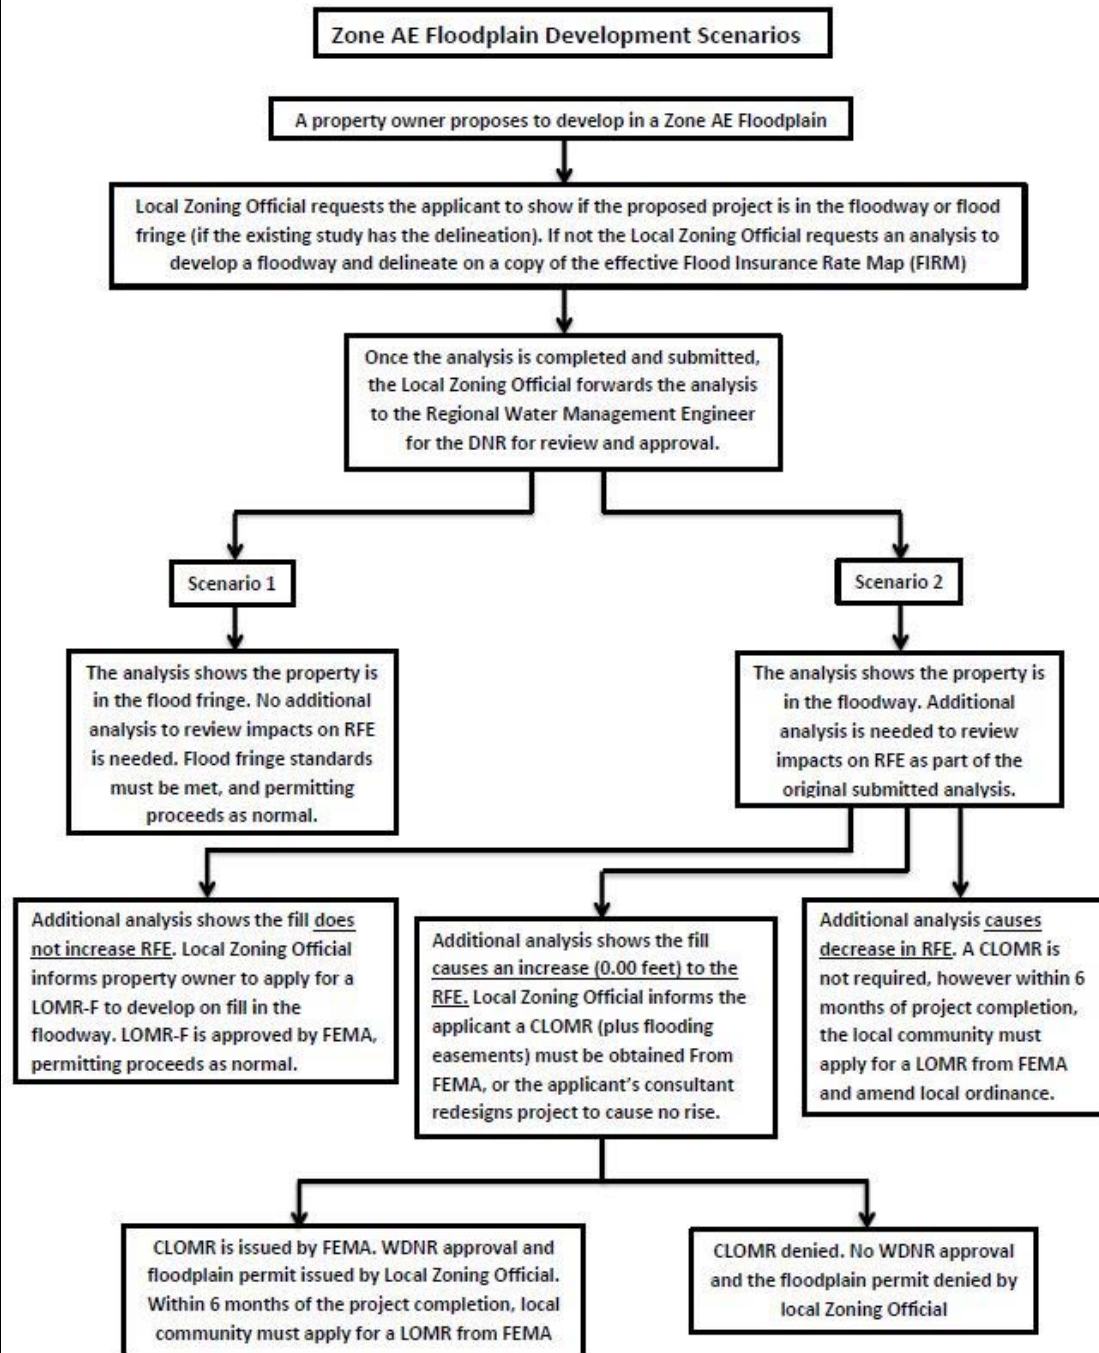 Zone AE Floodplain Development Scenarios
A property owner proposes to develop in a Zone AE Floodplain
Local Zoning Official requests the applicant to show if the proposed project is in the floodway or flood
fringe (if the existing study has the delineation). If not the Local Zoning Official requests an analysis to
develop a floodway and delineate on a copy of the effective Flood Insurance Rate Map (FIRM)
Once the analysis is completed and submitted,
the Local Zoning Official forwards the analysis
to the Regional Water Management Engineer
for the DNR for review and approval.
Scenario 1
Scenario 2
The analysis shows the property is
in the flood fringe. No additional
analysis to review impacts on RFE
is needed. Flood fringe standards
must be met, and permitting
proceeds as normal.
The analysis shows the property is
in the floodway. Additional
analysis is needed to review
impacts on RFE as part of the
original submitted analysis.
Additional analysis shows the fill does
not increase RFE. Local Zoning Official
informs property owner to apply for a
LOMR-F to develop on fill in the
floodway. LOMR-F is approved by FEMA,
permitting proceeds as normal.
Additional analysis shows the fill
causes an increase (0.00 feet) to the
RFE. Local Zoning Official informs the
applicant a CLOMR (plus flooding
easements) must be obtained From
FEMA, or the applicant's consultant
redesigns project to cause no rise.
Additional analysis causes
decrease in RFE. A CLOMR is
not required, however within 6
months of project completion,
the local community must
apply for a LOMR from FEMA
and amend local ordinance.
CLOMR is issued by FEMA. WDNR approval and
floodplain permit issued by Local Zoning Official.
Within 6 months of the project completion, local
community must apply for a LOMR from FEMA
CLOMR denied. No WDNR approval
and the floodplain permit denied by
local Zoning Official